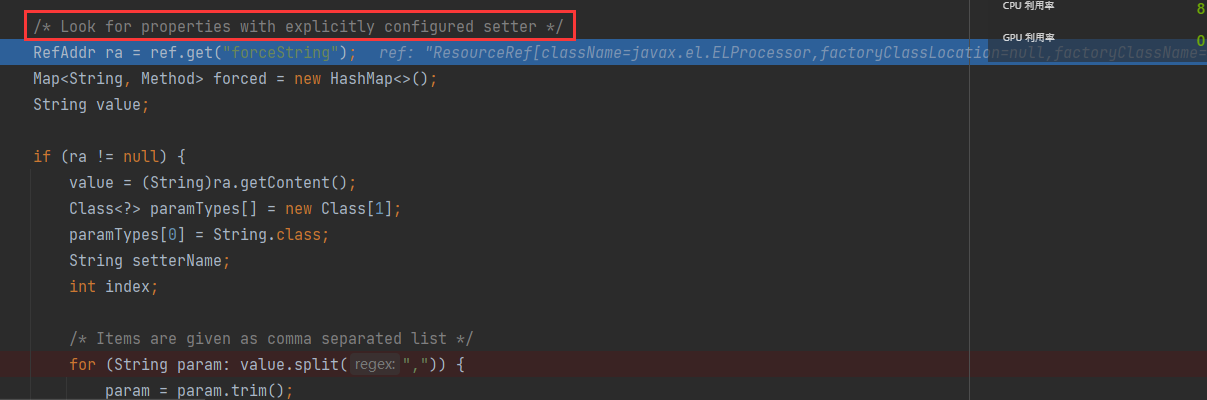 /* Look for properties with explicitly configured setter */
RefAddr ra = ref.get("forceString"); ref: "ResourceRef[className=javax.el.ELProcessor,factoryClassLocation=null,factoryClassName=
Map<String, Method> forced = new HashMap<>();
String value;
if (ra != null) {
value = (String)ra.getContent();
Class<?> paramTypes[] = new Class[1];
paramTypes[0] = String.class;
String setterName;
int index;
/* Items are given as comma separated list */
for (String param: value.split( regex: ",")) {
param = param.trim();
CPU 利用率 8
GPU 利用率 0